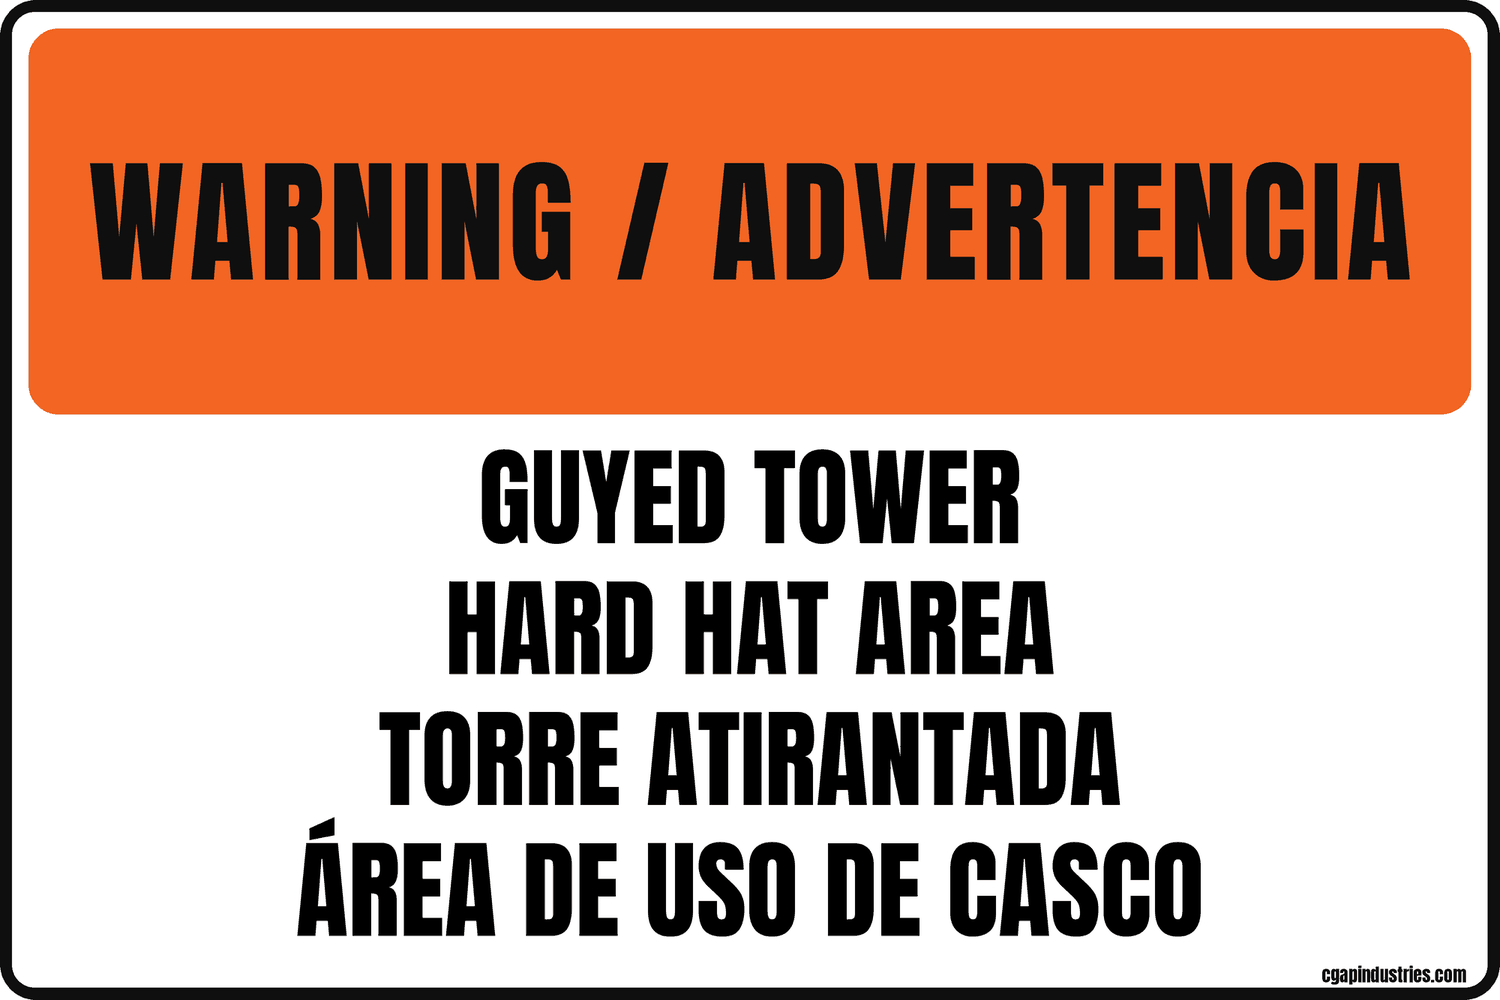 WARNING / ADVERTENCIA
GUYED TOWER
HARD HAT AREA
TORRE ATIRANTADA
ÁREA DE USO DE CASCO
cgapindustries.com